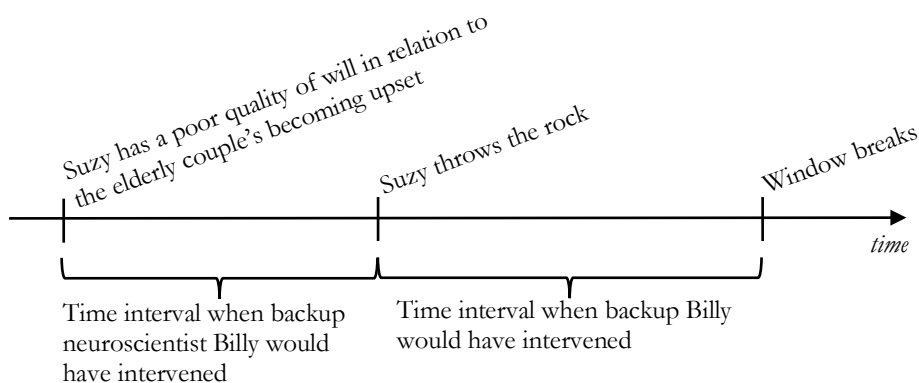 Suzy has a poor quality of will in relation to
the elderly couple's becoming upset
Suzy throws the rock
Window breaks
time
Time interval when backup
neuroscientist Billy would
have intervened
Time interval when backup Billy
would have intervened